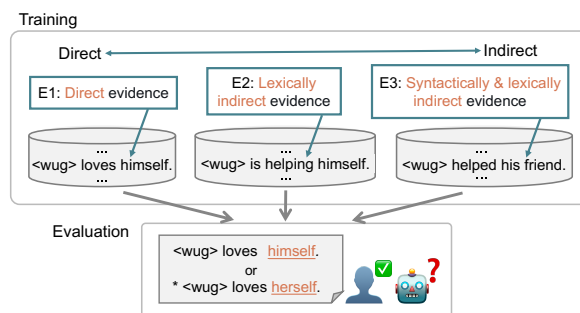 Training
Direct
Indirect
E1: Direct evidence
E2: Lexically
indirect evidence
E3: Syntactically & lexically
indirect evidence
...
<wug> loves himself.
...
...
<wug> is helping himself.
...
...
<wug> helped his friend.
...
Evaluation
<wug> loves himself.
or
* <wug> loves herself.
?